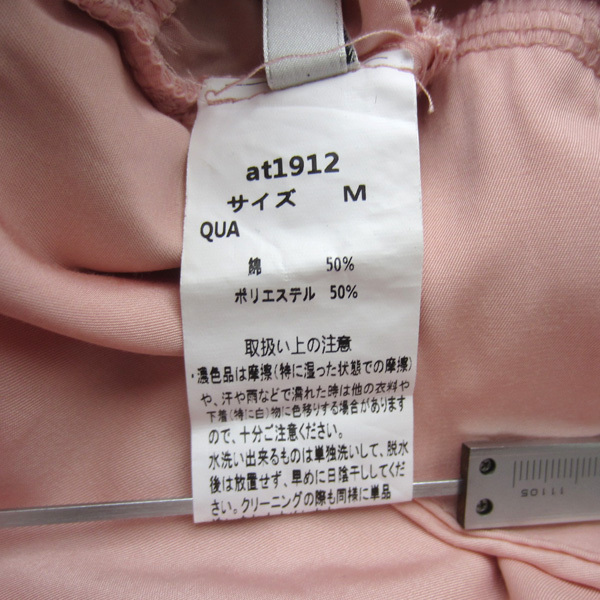 at1912
サイズ M
QUA
綿 50%
ポリエステル 50%
取扱い上の注意
・濃色品は摩擦(特に湿った状態での摩擦
や、汗や雨などで濡れた時は他の衣料や
下着(特に白)物に色移りする場合があります
ので、十分ご注意ください。
水洗い出来るものは単独洗いして、脱水
後は放置せず、早めに日陰干ししてくだ
さい。クリーニングの際も同様に単品
11105